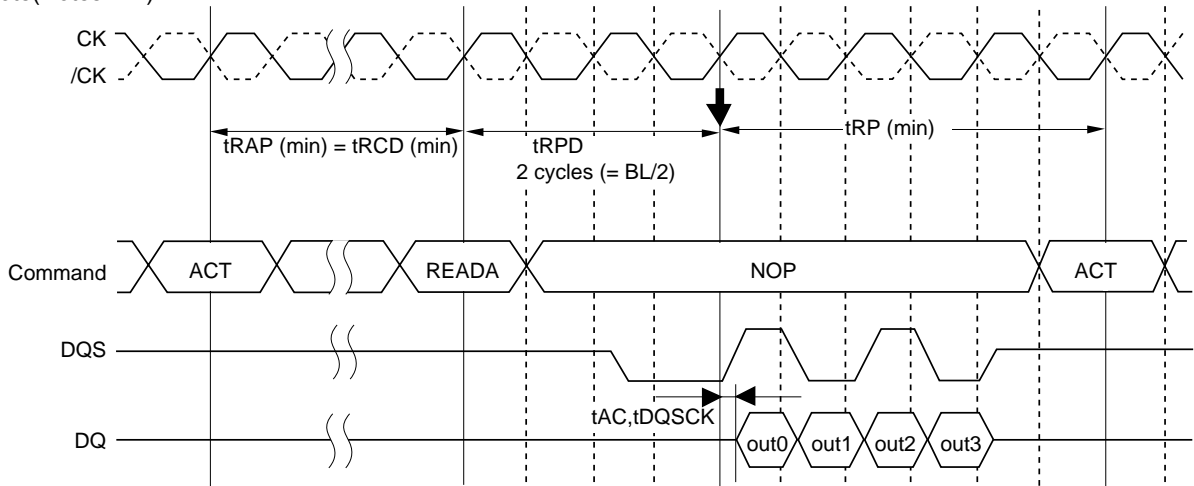 CK
/CK
tRAP (min) = tRCD (min)
tRPD
2 cycles (= BL/2)
tRP (min)
Command
ACT
READA
NOP
ACT
DQS
tAC,tDQSCK
DQ
out0
out1
out2
out3